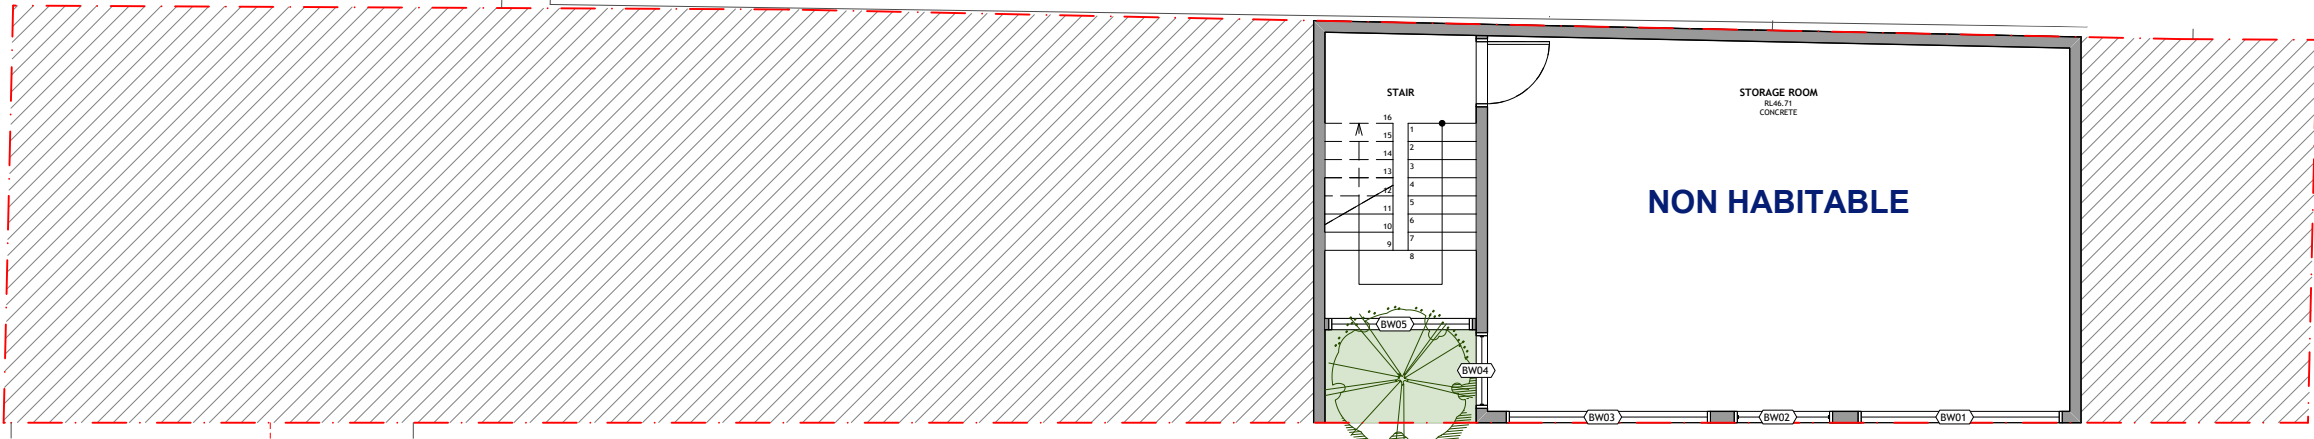 STAIR
STORAGE ROOM
RL46.71
CONCRETE
16
15
14
13
12
11
10
9
1
2
3
4
5
6
7
8
NON HABITABLE
BW05
BW04
BW03
BW02
BW01